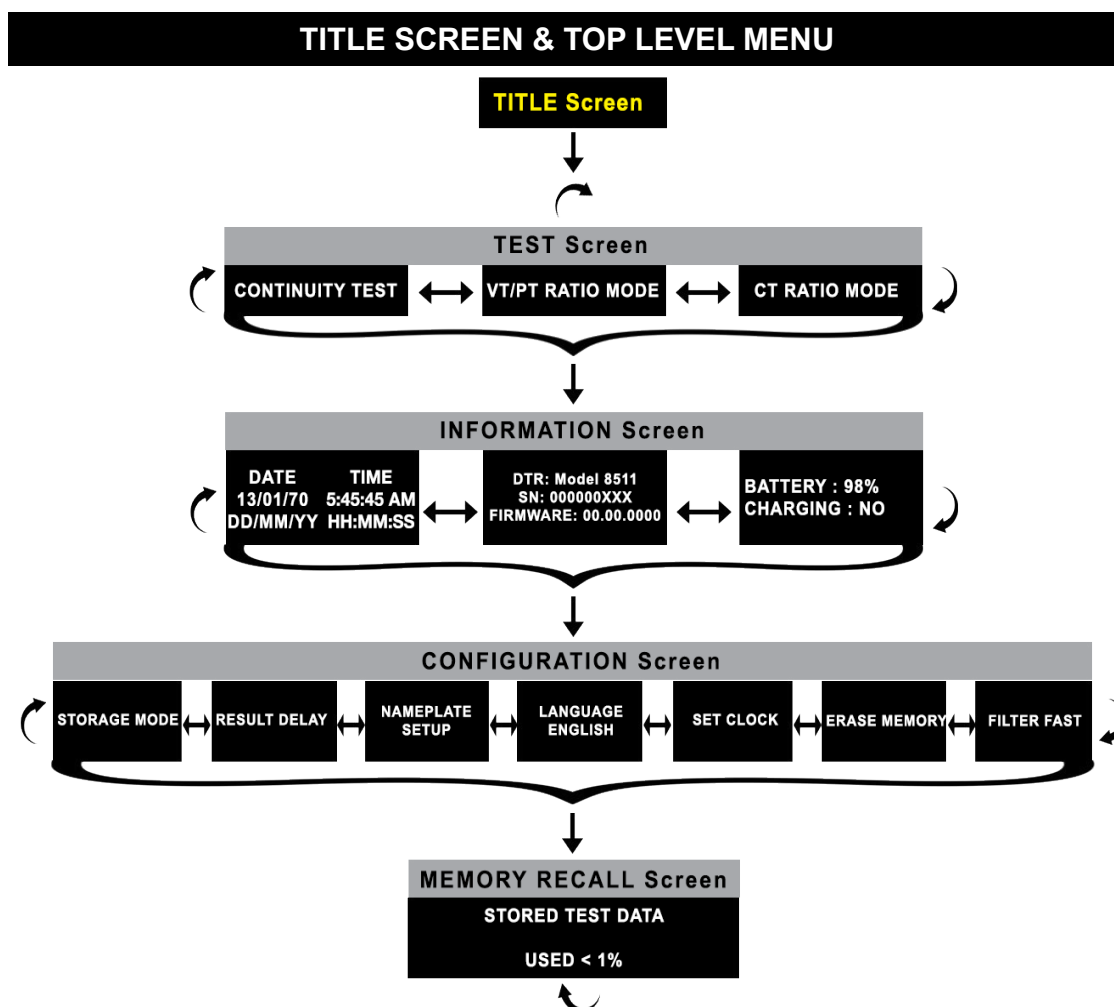 TITLE SCREEN & TOP LEVEL MENU
TITLE Screen
TEST Screen
CONTINUITY TEST
VT/PT RATIO MODE
CT RATIO MODE
INFORMATION Screen
DATE TIME
13/01/70 5:45:45 AM
DD/MM/YY HH:MM:SS
DTR: Model 8511
SN: 000000XXX
FIRMWARE: 00.00.0000
BATTERY : 98%
CHARGING : NO
CONFIGURATION Screen
STORAGE MODE
RESULT DELAY
NAMEPLATE
SETUP
LANGUAGE
ENGLISH
SET CLOCK
ERASE MEMORY
FILTER FAST
MEMORY RECALL Screen
STORED TEST DATA
USED < 1%